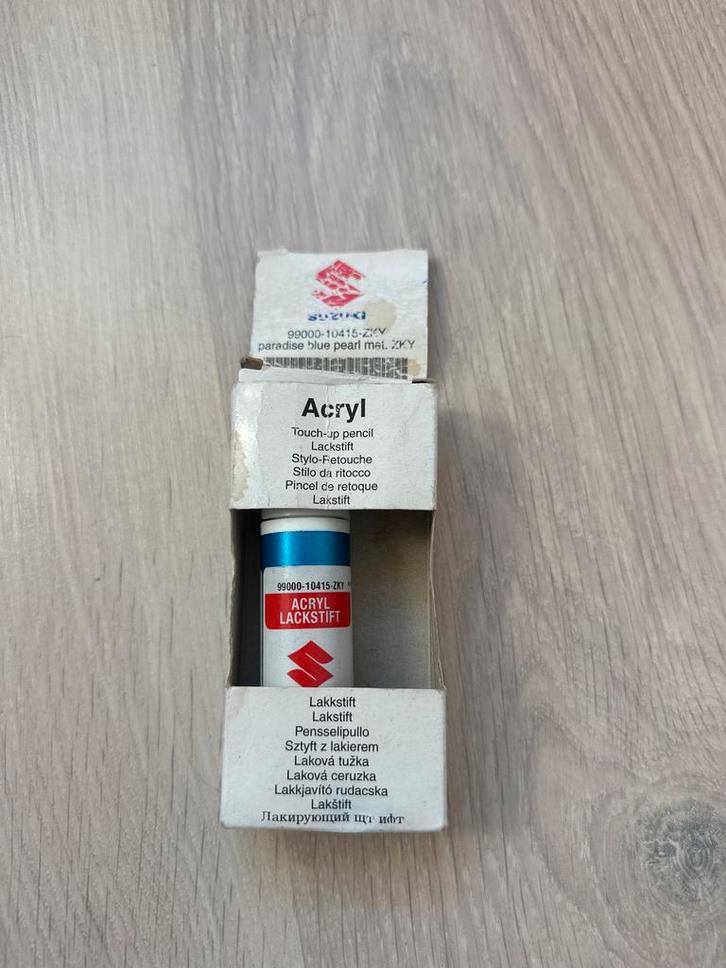 SUZUKI
99000-10415-ZKY
paradise blue pearl met. ZKY
Acryl
Touch-up pencil
Lackstift
Stylo-Retouche
Stilo da ritocco
Pincel de retoque
Lakstift
99000-10415-ZKY
ACRYL
LACKSTIFT
Lakkstift
Lakstift
Pensselipullo
Sztyft z lakierem
Laková tužka
Laková ceruzka
Lakkjavító rudacska
Lakštift
Лакирующий щт ифт